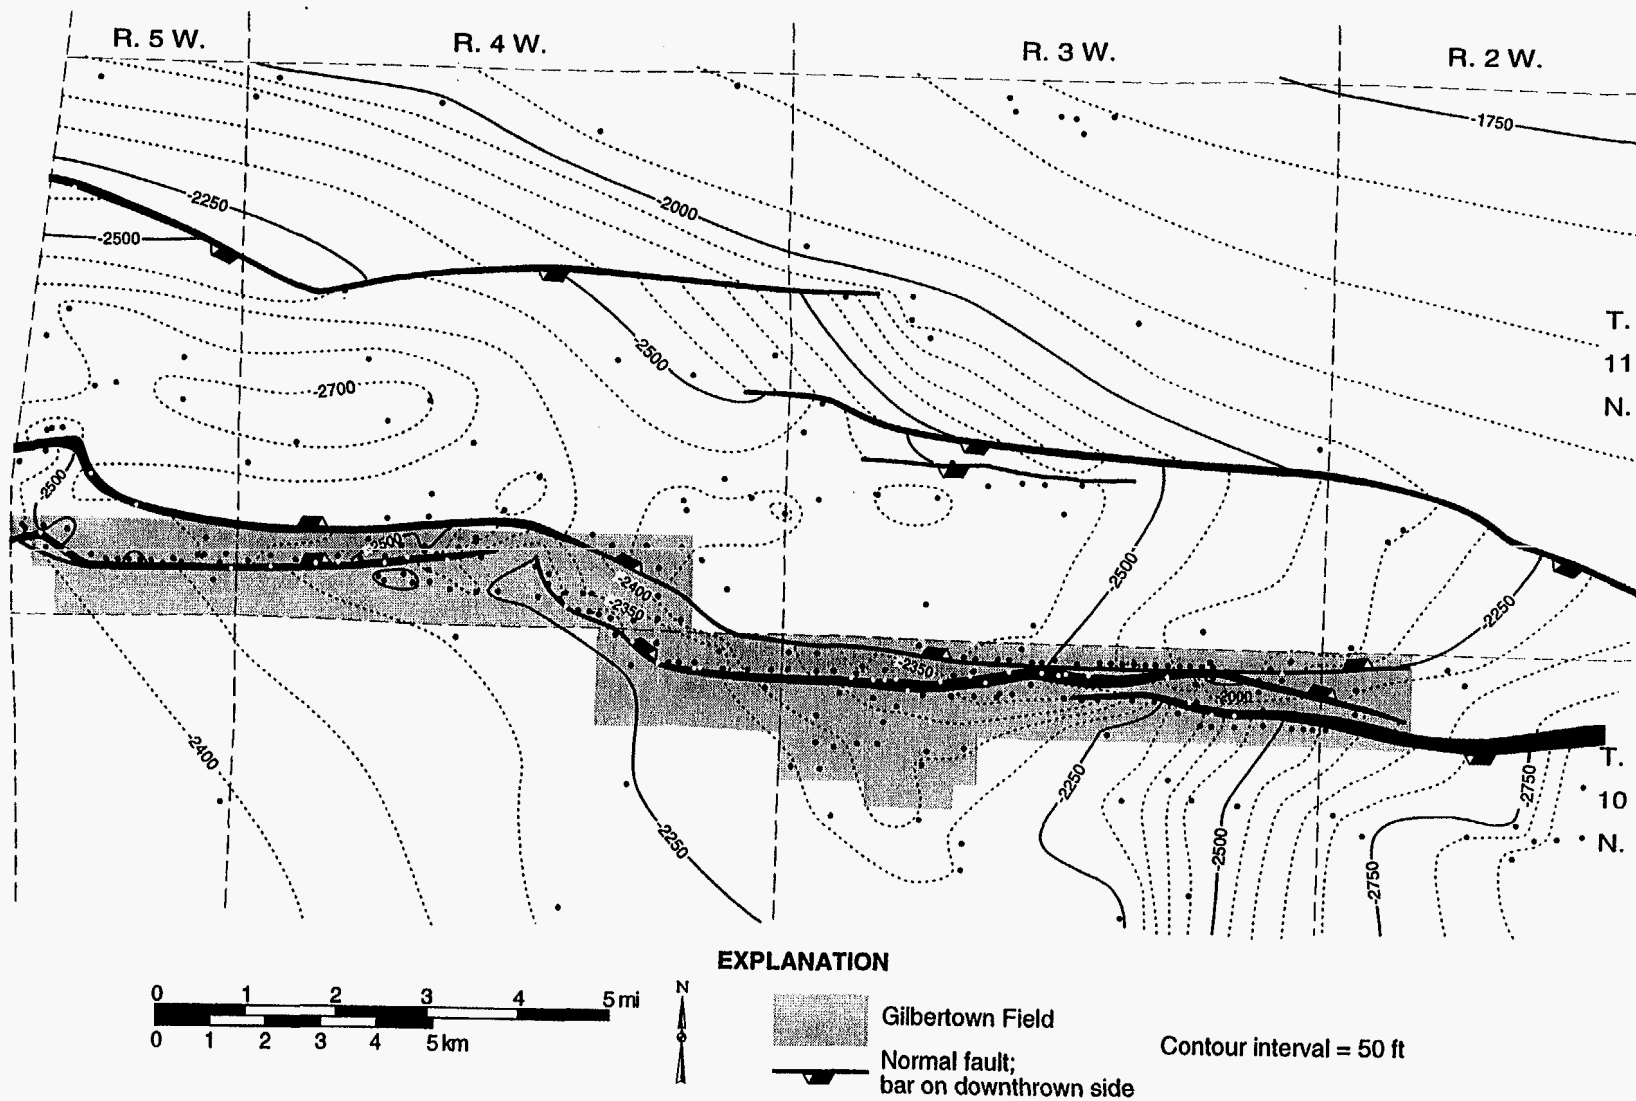 R. 5 W.
R. 4 W.
R. 3 W.
R. 2 W.
-1750
-2250
-2000
-2500
T.
11
N.
-2500
-2700
-2500
-2500
-2500
-2400
-2350
-2250
-2350
-2000
-2400
-2250
-2250
-2500
-2750
-2750
T.
10
N.
EXPLANATION
0 1 2 3 4 5 mi
0 1 2 3 4 5 km
N
Gilbertown Field
Normal fault;
bar on downthrown side
Contour interval = 50 ft